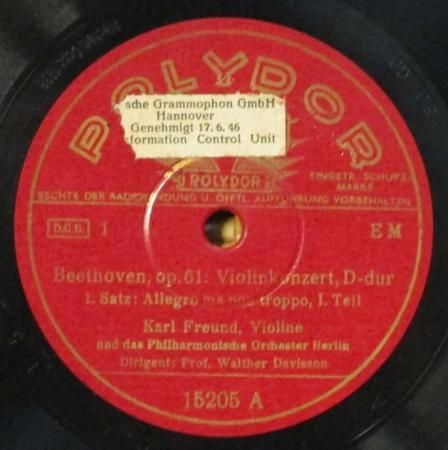 POLYDOR
sche Grammophon GmbH
Hannover
Genehmigt 17.6.46
formation Control Unit
POLYDOR
EINGETR. SCHUTZ-
MARKE
RECHTE DER RADIOSENDUNG U. ÖFFTL. AUFFÜHRUNG VORBEHALTEN
D.C.B. 1
EM
Beethoven, op. 61: Violinkonzert, D-dur
1. Satz: Allegro ma non troppo, I. Teil
Karl Freund, Violine
und das Philharmonische Orchester Berlin
Dirigent: Prof. Walther Davisson
15205 A